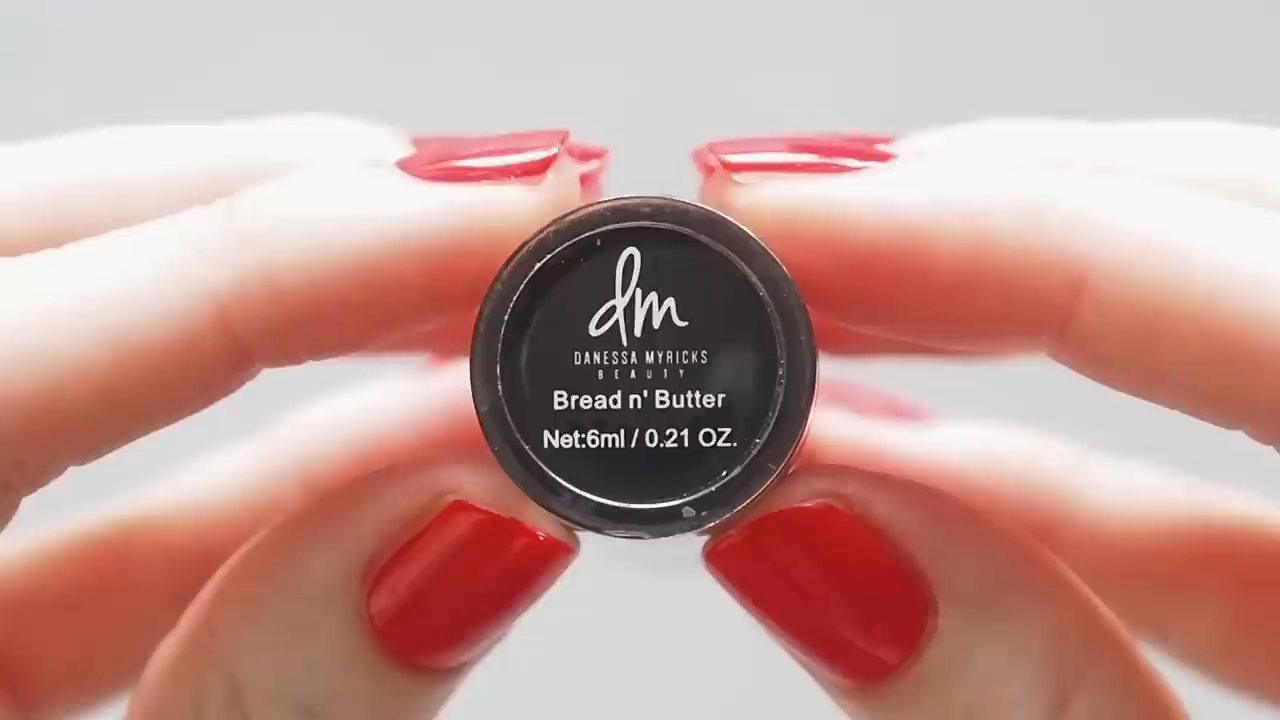 dm
DANESSA MYRICKS
BEAUTY
Bread n' Butter
Net:6ml / 0.21 OZ.